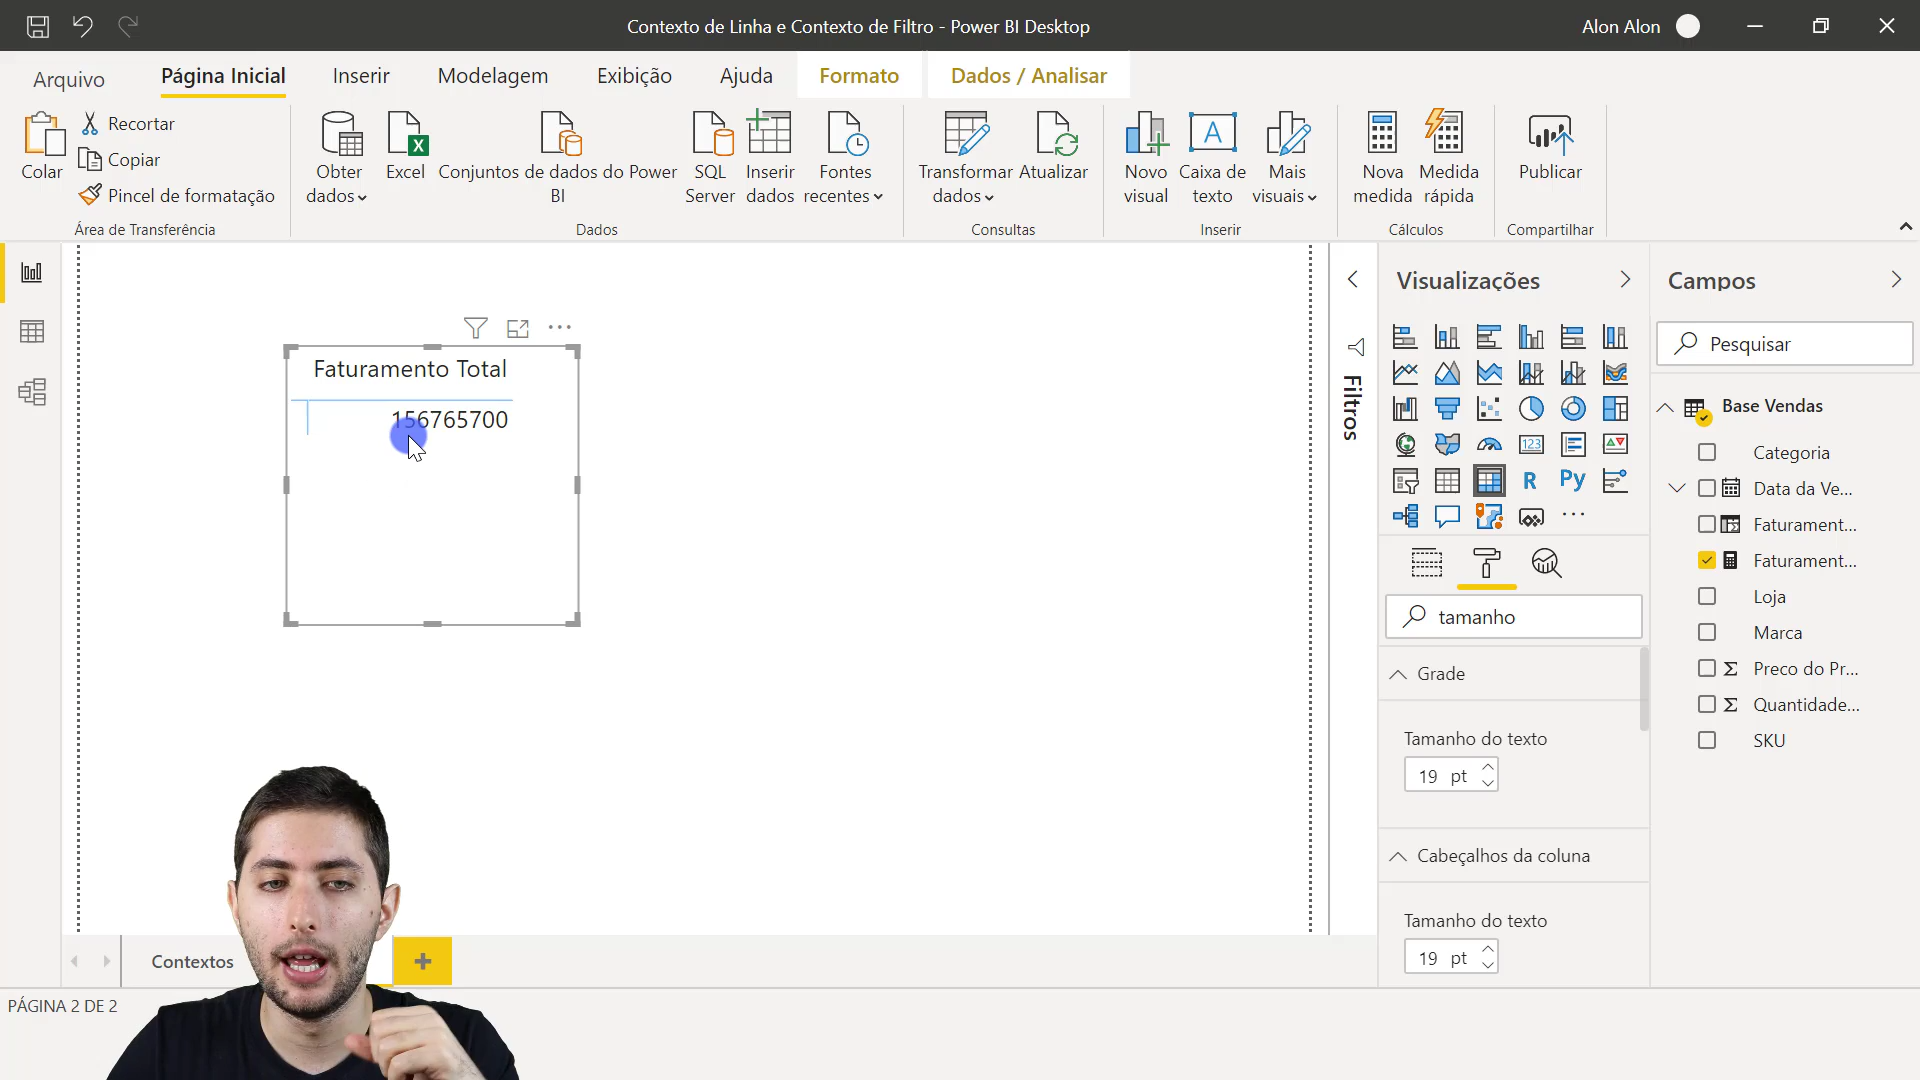 Contexto de Linha e Contexto de Filtro - Power BI Desktop
Alon Alon
Arquivo
Página Inicial
Inserir
Modelagem
Exibição
Ajuda
Formato
Dados / Analisar
Colar
Recortar
Copiar
Pincel de formatação
Área de Transferência
Obter
dados
Excel
Conjuntos de dados do Power
BI
SQL
Server
Inserir
dados
Fontes
recentes
Dados
Transformar
dados
Atualizar
Consultas
Novo
visual
Caixa de
texto
Mais
visuais
Inserir
Nova
medida
Medida
rápida
Cálculos
Publicar
Compartilhar
Faturamento Total
156765700
Filtros
Visualizações
123
R
Py
tamanho
Grade
Tamanho do texto
19 pt
Cabeçalhos da coluna
Tamanho do texto
19 pt
Campos
Pesquisar
Base Vendas
Categoria
Data da Ve...
Faturament...
Faturament...
Loja
Marca
Preco do Pr...
Quantidade...
SKU
Contextos
PÁGINA 2 DE 2